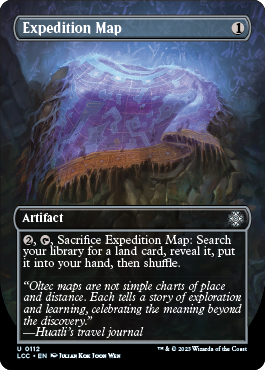 Expedition Map 1
Artifact
2, T, Sacrifice Expedition Map: Search
your library for a land card, reveal it, put
it into your hand, then shuffle.
“Oltec maps are not simple charts of place
and distance. Each tells a story of exploration
and learning, celebrating the meaning beyond
the discovery.”
—Huatli’s travel journal
U 0112
LCC • EN Julian Kok Joon Wen
™ & © 2023 Wizards of the Coast